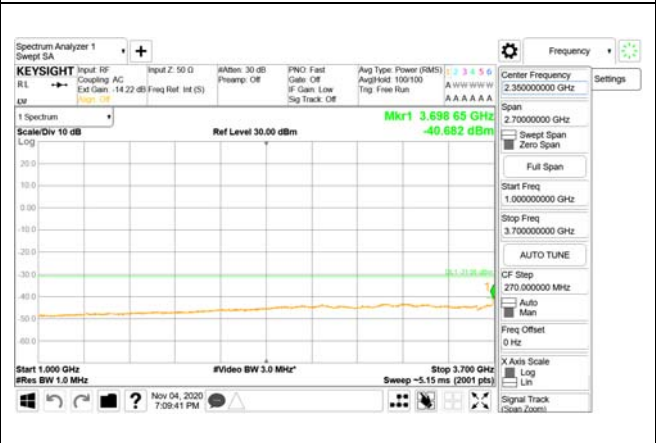 Spectrum Analyzer 1
Swept SA
Frequency
KEYSIGHT
Input: RF
Input Z: 50 Ω
#Atten: 30 dB
PNO: Fast
Avg Type: Power (RMS)
1 2 3 4 5 6
RL
Coupling: AC
Preamp: Off
Gate: Off
Avg|Hold: 100/100
A W W W W W
Ext Gain: -14.22 dB
Freq Ref: Int (S)
IF Gain: Low
Trig: Free Run
Align: Off
Sig Track: Off
A A A A A A
1 Spectrum
Mkr1 3.698 65 GHz
Scale/Div 10 dB
Ref Level 30.00 dBm
-40.682 dBm
Log
20.0
10.0
0.00
-10.0
-20.0
-30.0
-40.0
-50.0
-60.0
1
Start 1.000 GHz
#Video BW 3.0 MHz*
Stop 3.700 GHz
#Res BW 1.0 MHz
Sweep ~5.15 ms (2001 pts)
Nov 04, 2020
7:09:41 PM
Center Frequency
2.350000000 GHz
Settings
Span
2.70000000 GHz
Swept Span
Zero Span
Full Span
Start Freq
1.000000000 GHz
Stop Freq
3.700000000 GHz
AUTO TUNE
CF Step
270.000000 MHz
Auto
Man
Freq Offset
0 Hz
X Axis Scale
Log
Lin
Signal Track
(Span Zoom)